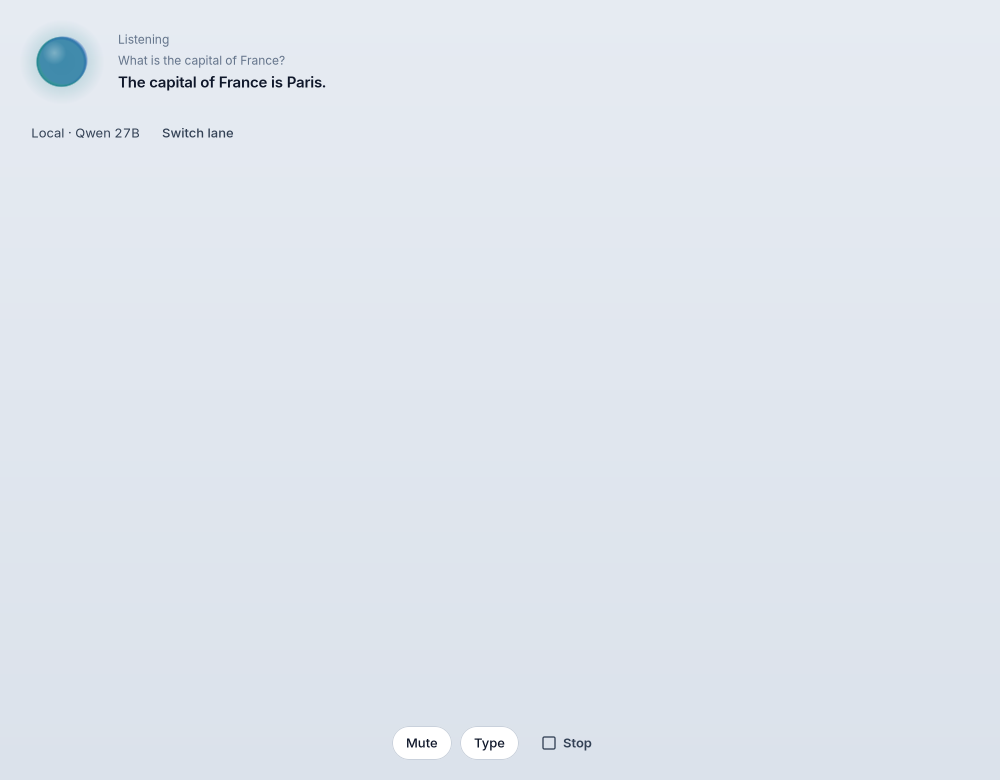 Listening
What is the capital of France?
The capital of France is Paris.
Local · Qwen 27B Switch lane
Mute Type Stop